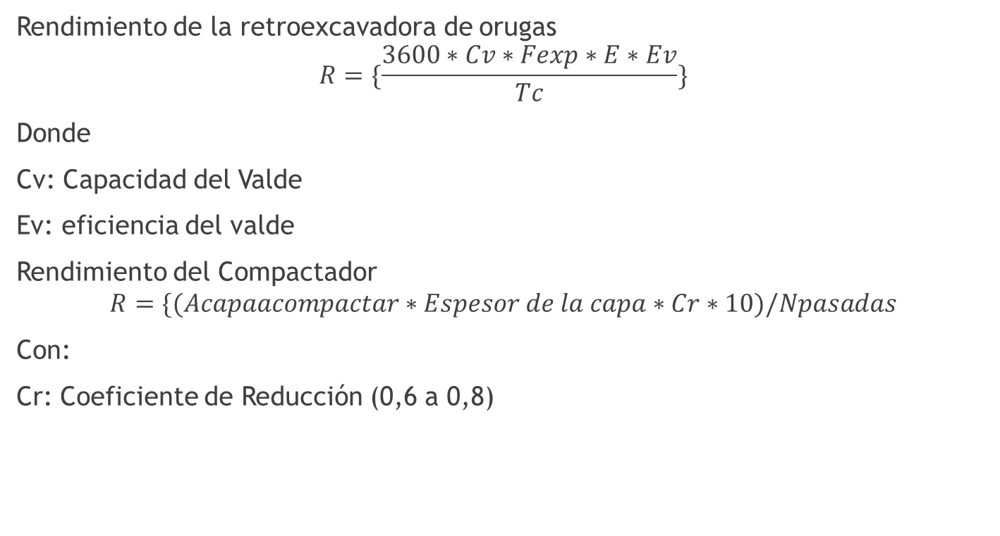 Rendimiento de la retroexcavadora de orugas
R = {3600 ∗ Cv ∗ Fexp ∗ E ∗ Ev / Tc}
Donde
Cv: Capacidad del Valde
Ev: eficiencia del valde
Rendimiento del Compactador
R = {(Acapaacompactar ∗ Espesor de la capa ∗ Cr ∗ 10)/Npasadas
Con:
Cr: Coeficiente de Reducción (0,6 a 0,8)